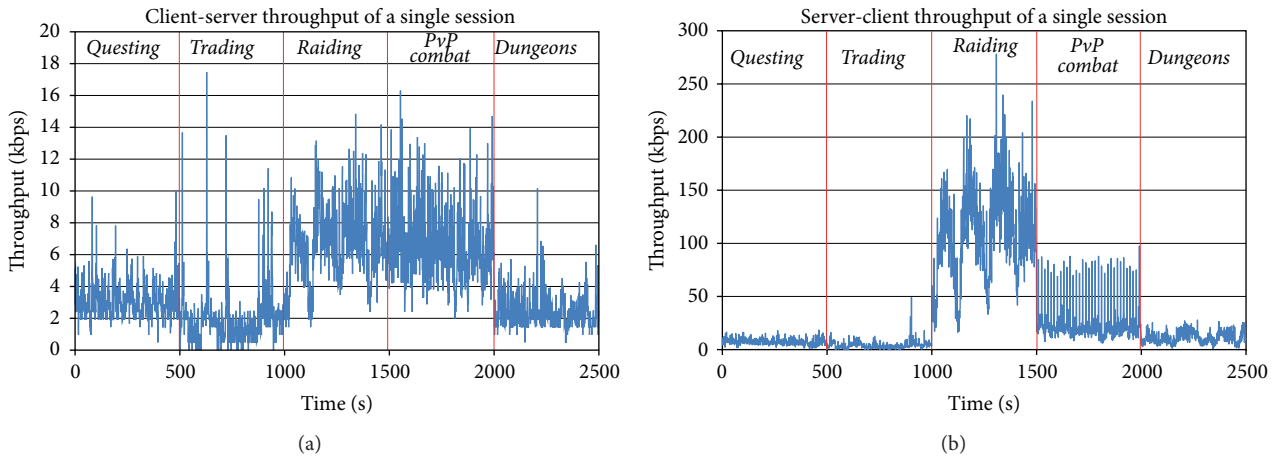 Client-server throughput of a single session
Throughput (kbps)
20
18
16
14
12
10
8
6
4
2
0
Questing
Trading
Raiding
PvP
combat
Dungeons
0 500 1000 1500 2000 2500
Time (s)
(a)
Server-client throughput of a single session
Throughput (kbps)
300
250
200
150
100
50
0
Questing
Trading
Raiding
PvP
combat
Dungeons
0 500 1000 1500 2000 2500
Time (s)
(b)